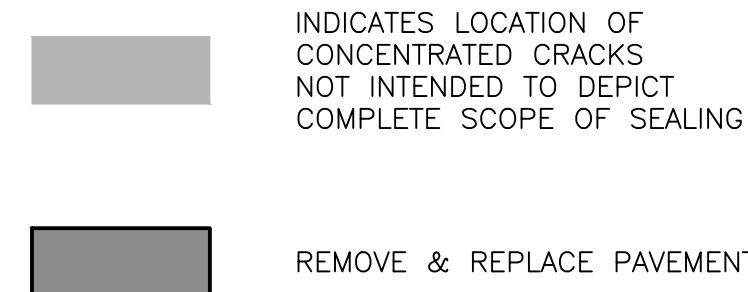 INDICATES LOCATION OF
CONCENTRATED CRACKS
NOT INTENDED TO DEPICT
COMPLETE SCOPE OF SEALING
REMOVE & REPLACE PAVEMENT